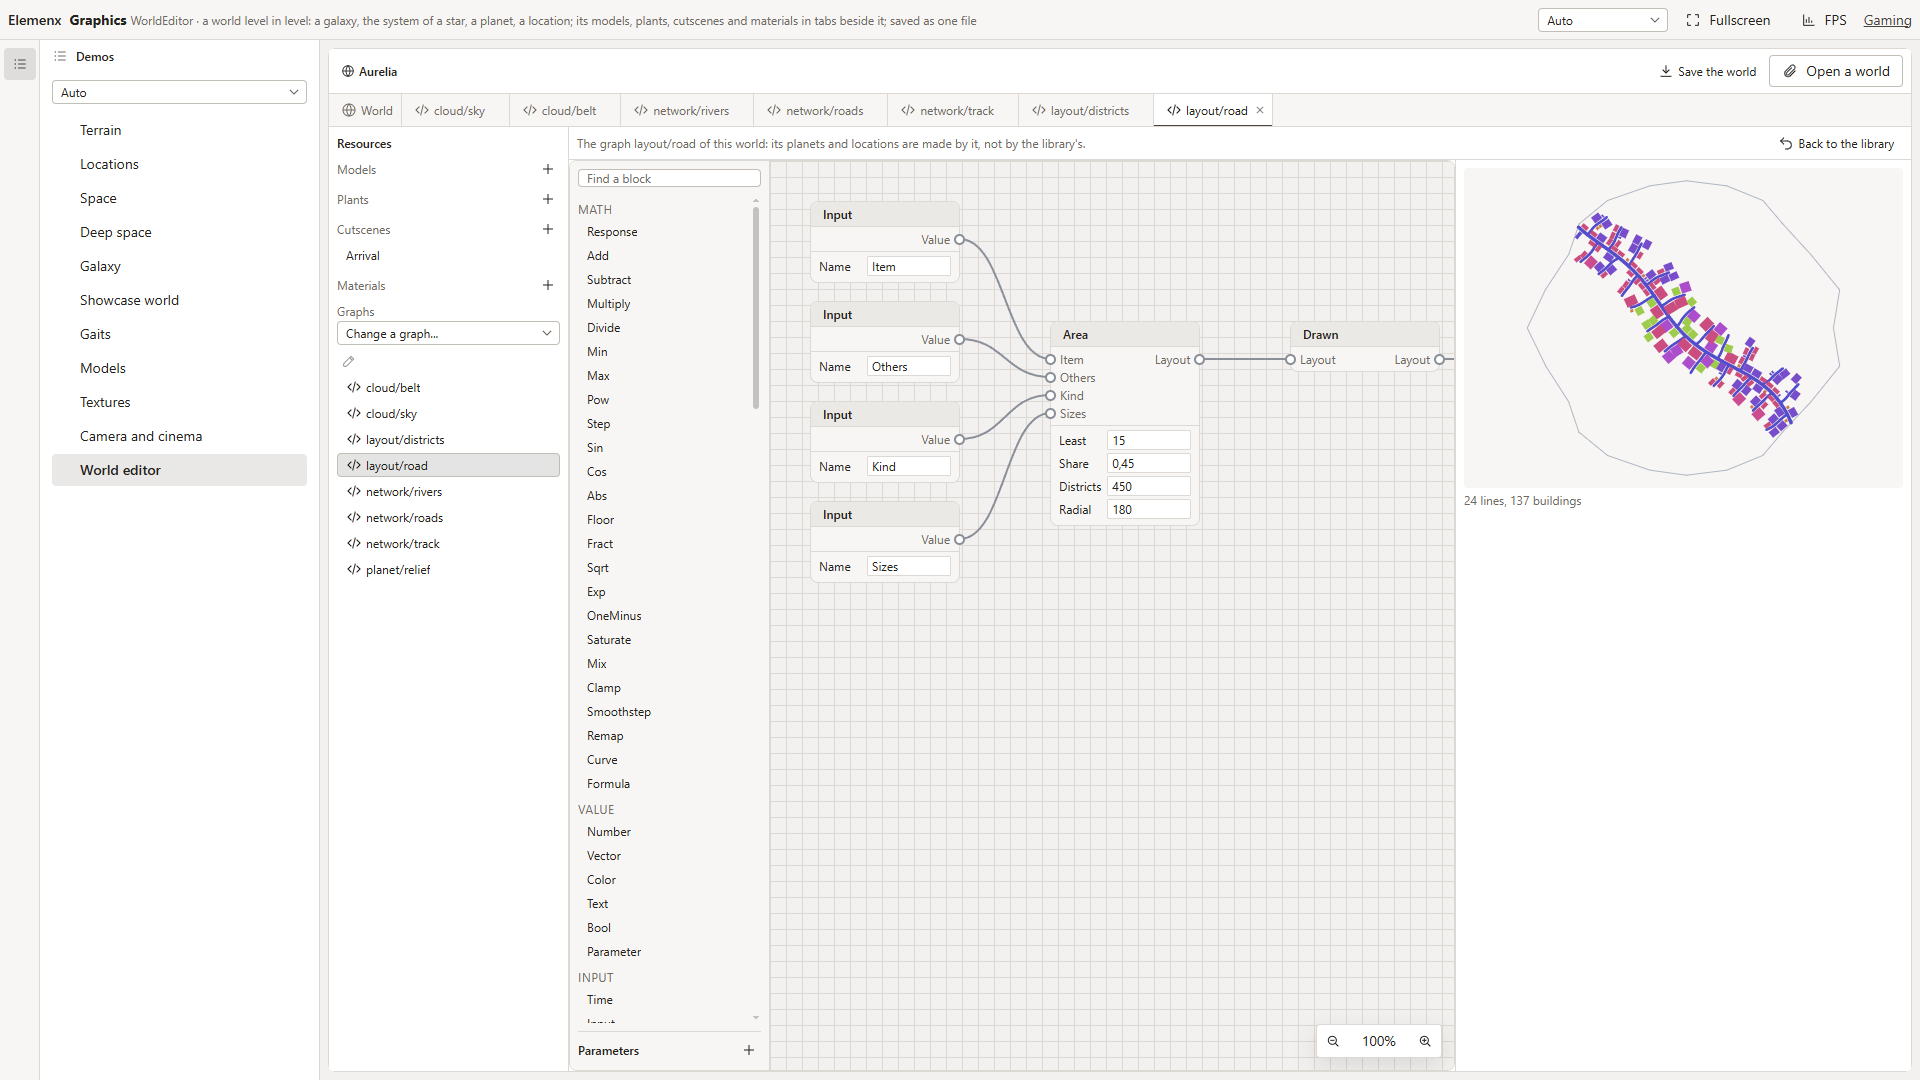 Elemenx Graphics WorldEditor · a world level in level: a galaxy, the system of a star, a planet, a location; its models, plants, cutscenes and materials in tabs beside it; saved as one file
Auto
Fullscreen
FPS
Gaming
Demos
Auto
Terrain
Locations
Space
Deep space
Galaxy
Showcase world
Gaits
Models
Textures
Camera and cinema
World editor
Aurelia
Save the world
Open a world
World
cloud/sky
cloud/belt
network/rivers
network/roads
network/track
layout/districts
layout/road
Resources
Models
Plants
Cutscenes
Arrival
Materials
Graphs
Change a graph...
cloud/belt
cloud/sky
layout/districts
layout/road
network/rivers
network/roads
network/track
planet/relief
The graph layout/road of this world: its planets and locations are made by it, not by the library's.
Back to the library
Find a block
MATH
Response
Add
Subtract
Multiply
Divide
Min
Max
Pow
Step
Sin
Cos
Abs
Floor
Fract
Sqrt
Exp
OneMinus
Saturate
Mix
Clamp
Smoothstep
Remap
Curve
Formula
VALUE
Number
Vector
Color
Text
Bool
Parameter
INPUT
Time
Parameters
Input
Value
Name Item
Input
Value
Name Others
Input
Value
Name Kind
Input
Value
Name Sizes
Area
Item Layout
Others
Kind
Sizes
Least 15
Share 0,45
Districts 450
Radial 180
Drawn
Layout Layout
100%
24 lines, 137 buildings